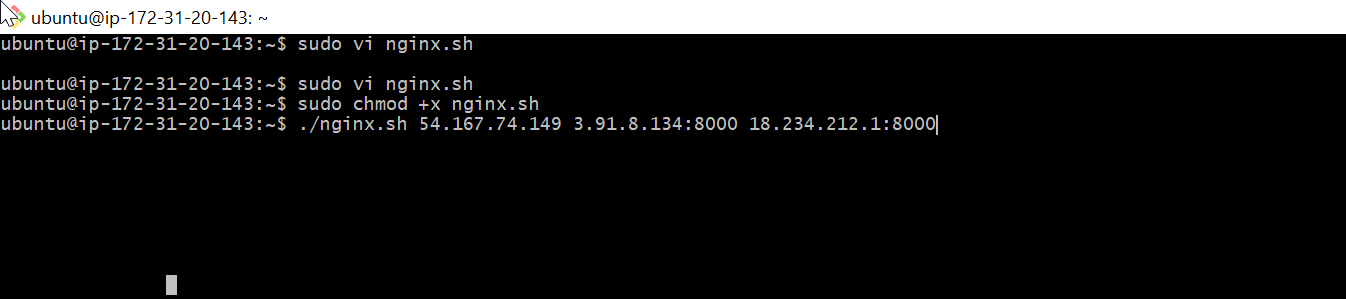 ubuntu@ip-172-31-20-143: ~
ubuntu@ip-172-31-20-143:~$ sudo vi nginx.sh
ubuntu@ip-172-31-20-143:~$ sudo vi nginx.sh
ubuntu@ip-172-31-20-143:~$ sudo chmod +x nginx.sh
ubuntu@ip-172-31-20-143:~$ ./nginx.sh 54.167.74.149 3.91.8.134:8000 18.234.212.1:8000